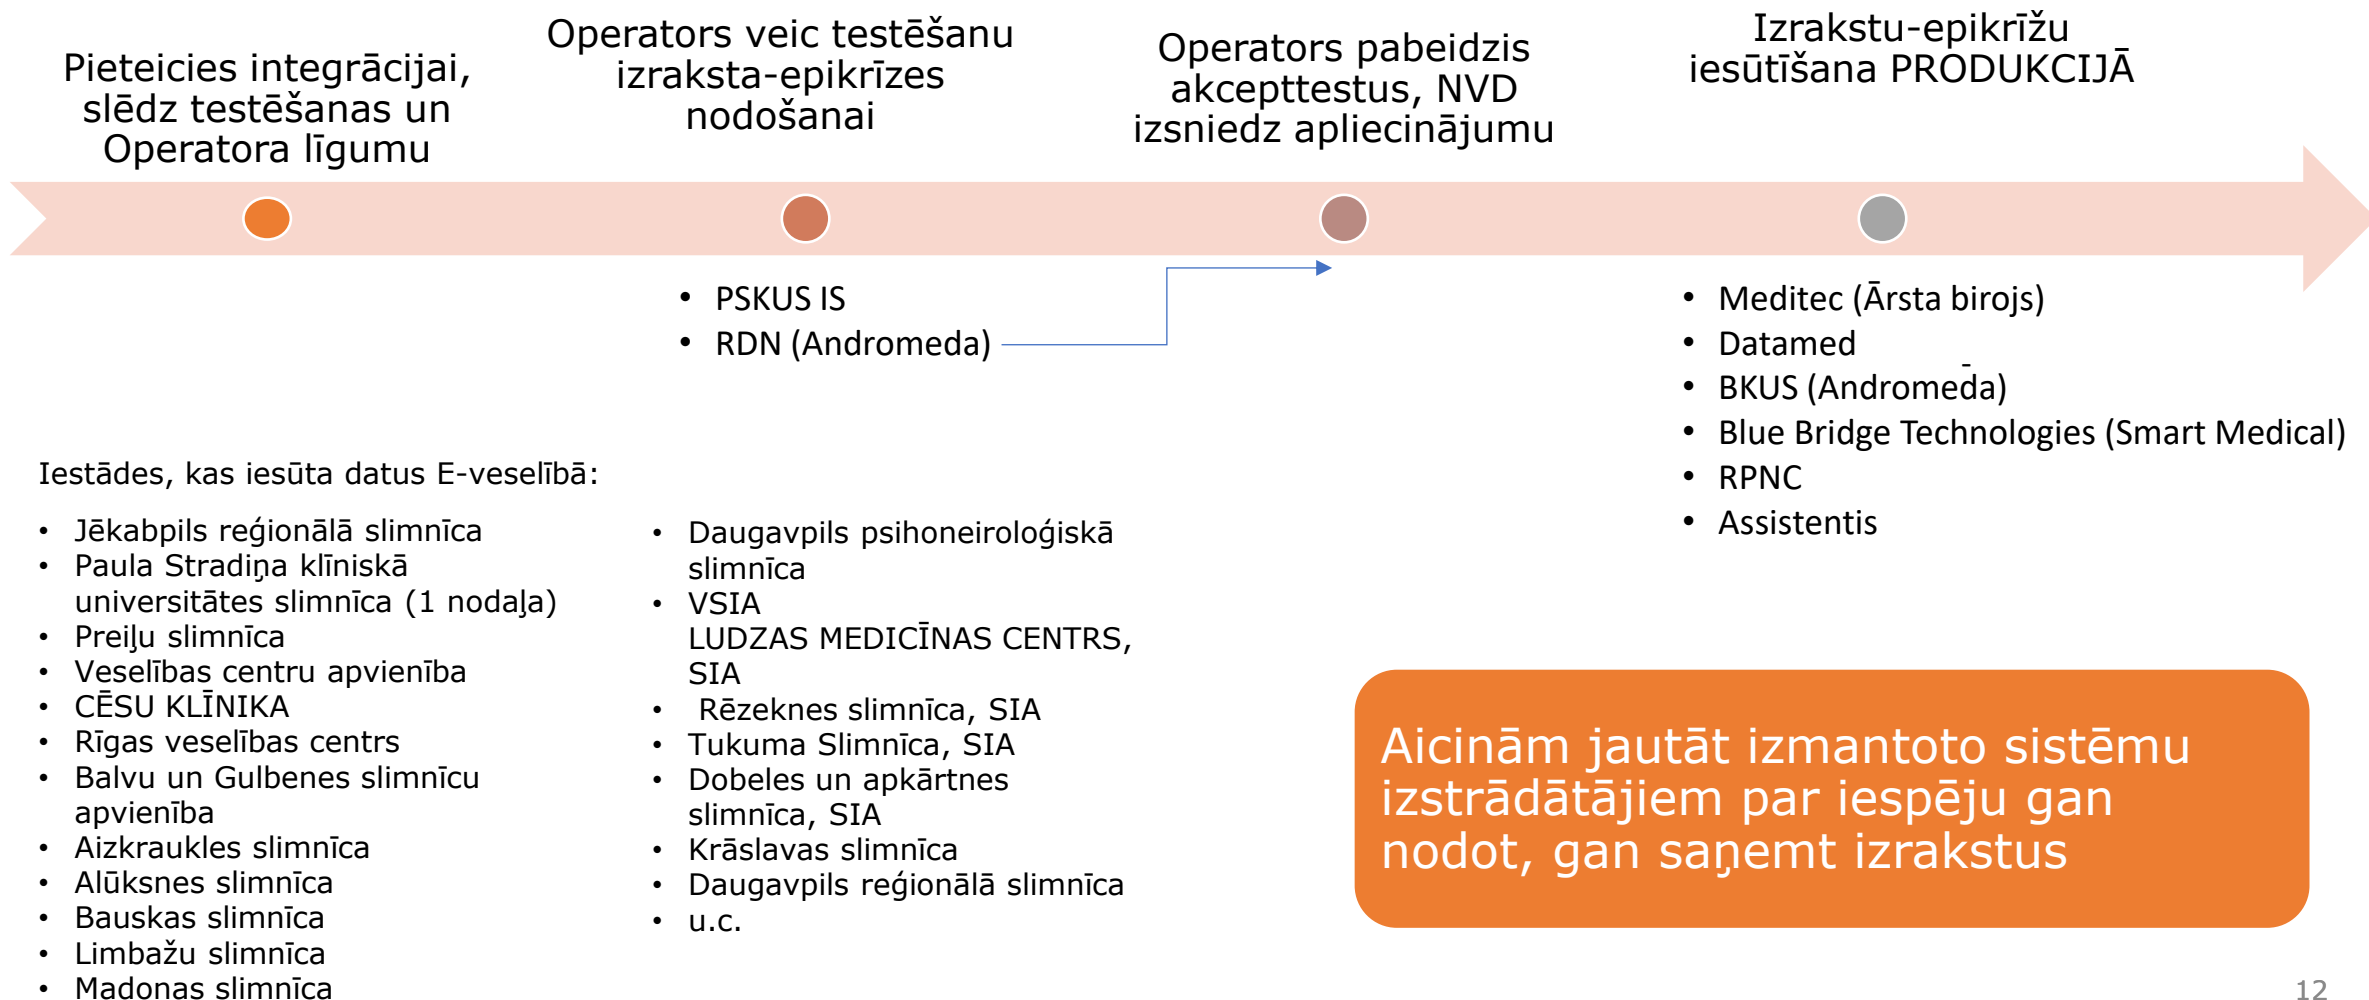 Pieteicies integrācijai,
slēdz testēšanas un
Operatora līgumu
Operators veic testēšanu
izraksta-epikrīzes
nodošanai
Operators pabeidzis
akcepttestus, NVD
izsniedz apliecinājumu
Izrakstu-epikrīžu
iesūtīšana PRODUKCIJĀ
• PSKUS IS
• RDN (Andromeda)
• Meditec (Ārsta birojs)
• Datamed
• BKUS (Andromeda)
• Blue Bridge Technologies (Smart Medical)
• RPNC
• Assistentis
Iestādes, kas iesūta datus E-veselībā:
• Jēkabpils reģionālā slimnīca
• Paula Stradiņa klīniskā
universitātes slimnīca (1 nodaļa)
• Preiļu slimnīca
• Veselības centru apvienība
• CĒSU KLĪNIKA
• Rīgas veselības centrs
• Balvu un Gulbenes slimnīcu
apvienība
• Aizkraukles slimnīca
• Alūksnes slimnīca
• Bauskas slimnīca
• Limbažu slimnīca
• Madonas slimnīca
• Daugavpils psihoneiroloģiskā
slimnīca
• VSIA
LUDZAS MEDICĪNAS CENTRS,
SIA
• Rēzeknes slimnīca, SIA
• Tukuma Slimnīca, SIA
• Dobeles un apkārtnes
slimnīca, SIA
• Krāslavas slimnīca
• Daugavpils reģionālā slimnīca
• u.c.
Aicinām jautāt izmantoto sistēmu
izstrādātājiem par iespēju gan
nodot, gan saņemt izrakstus
12